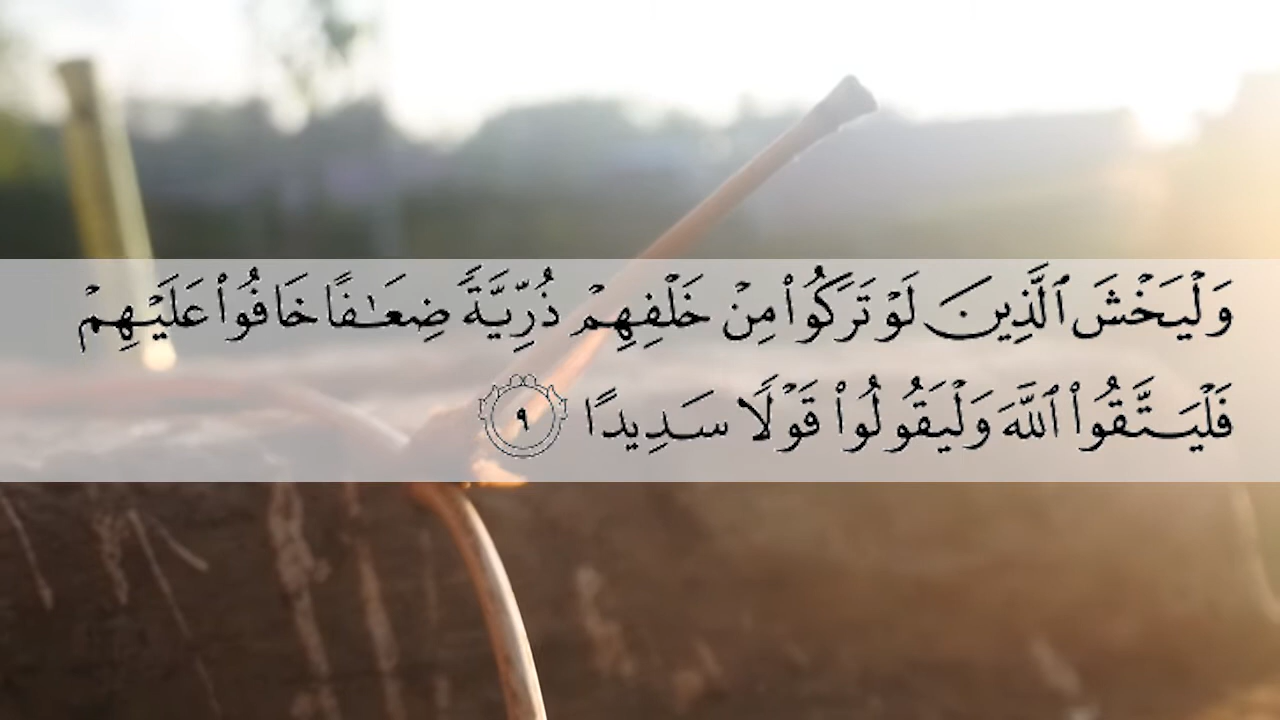 وَلْيَخْشَ ٱلَّذِينَ لَوْ تَرَكُوا۟ مِنْ خَلْفِهِمْ ذُرِّيَّةً ضِعَـٰفًا خَافُوا۟ عَلَيْهِمْ
فَلْيَتَّقُوا۟ ٱللَّهَ وَلْيَقُولُوا۟ قَوْلًا سَدِيدًا ٩